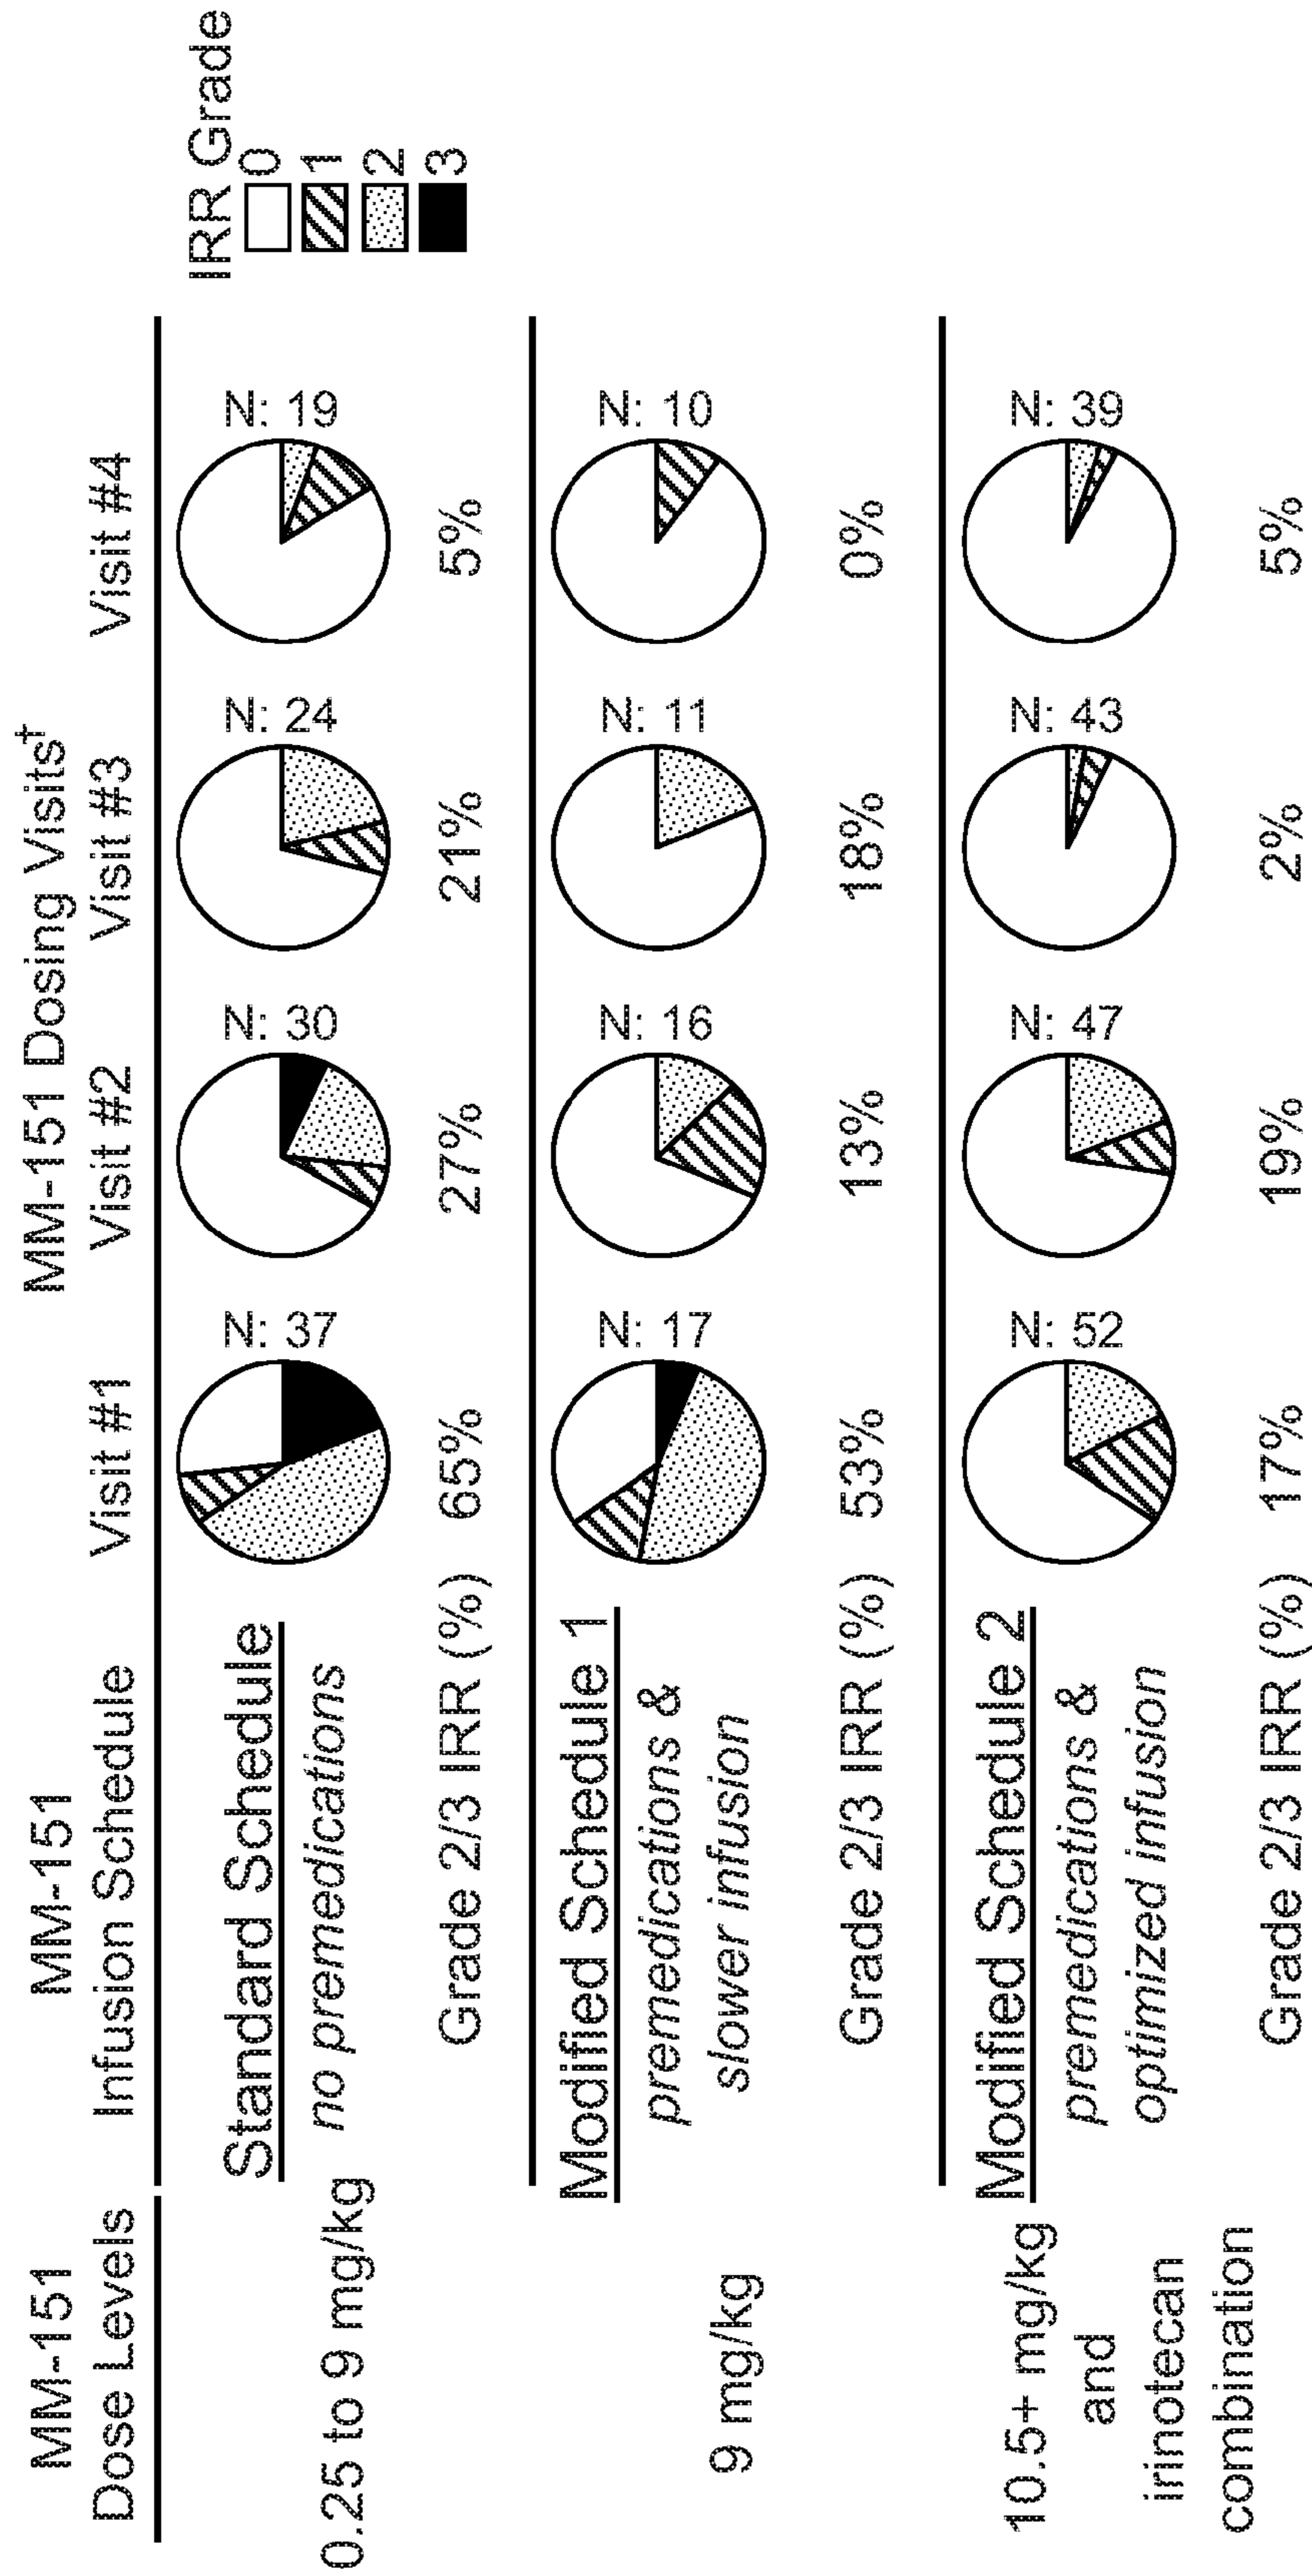 MM-151 Dosing Visits†
MM-151
Dose Levels
MM-151
Infusion Schedule
Visit #1
Visit #2
Visit #3
Visit #4
IRR Grade
0
1
2
3
0.25 to 9 mg/kg
Standard Schedule
no premedications
N: 37
N: 30
N: 24
N: 19
Grade 2/3 IRR (%)
65%
27%
21%
5%
9 mg/kg
Modified Schedule 1
premedications &
slower infusion
N: 17
N: 16
N: 11
N: 10
Grade 2/3 IRR (%)
53%
13%
18%
0%
10.5+ mg/kg
and
irinotecan
combination
Modified Schedule 2
premedications &
optimized infusion
N: 52
N: 47
N: 43
N: 39
Grade 2/3 IRR (%)
17%
19%
2%
5%